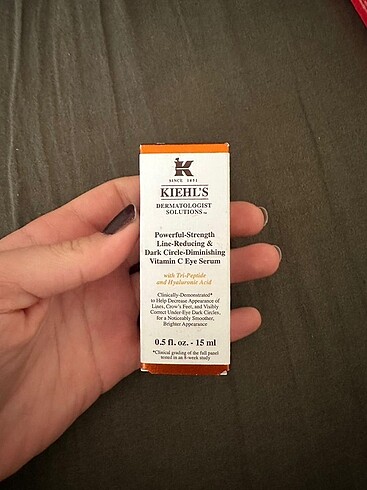 K
SINCE 1851
KIEHL'S
DERMATOLOGIST
SOLUTIONS™
Powerful-Strength
Line-Reducing &
Dark Circle-Diminishing
Vitamin C Eye Serum
with Tri-Peptide
and Hyaluronic Acid
Clinically-Demonstrated*
to Help Decrease Appearance of
Lines, Crow's Feet, and Visibly
Correct Under-Eye Dark Circles,
for a Noticeably Smoother,
Brighter Appearance
0.5 fl. oz. - 15 ml
*Clinical grading of the full panel
tested in an 8-week study